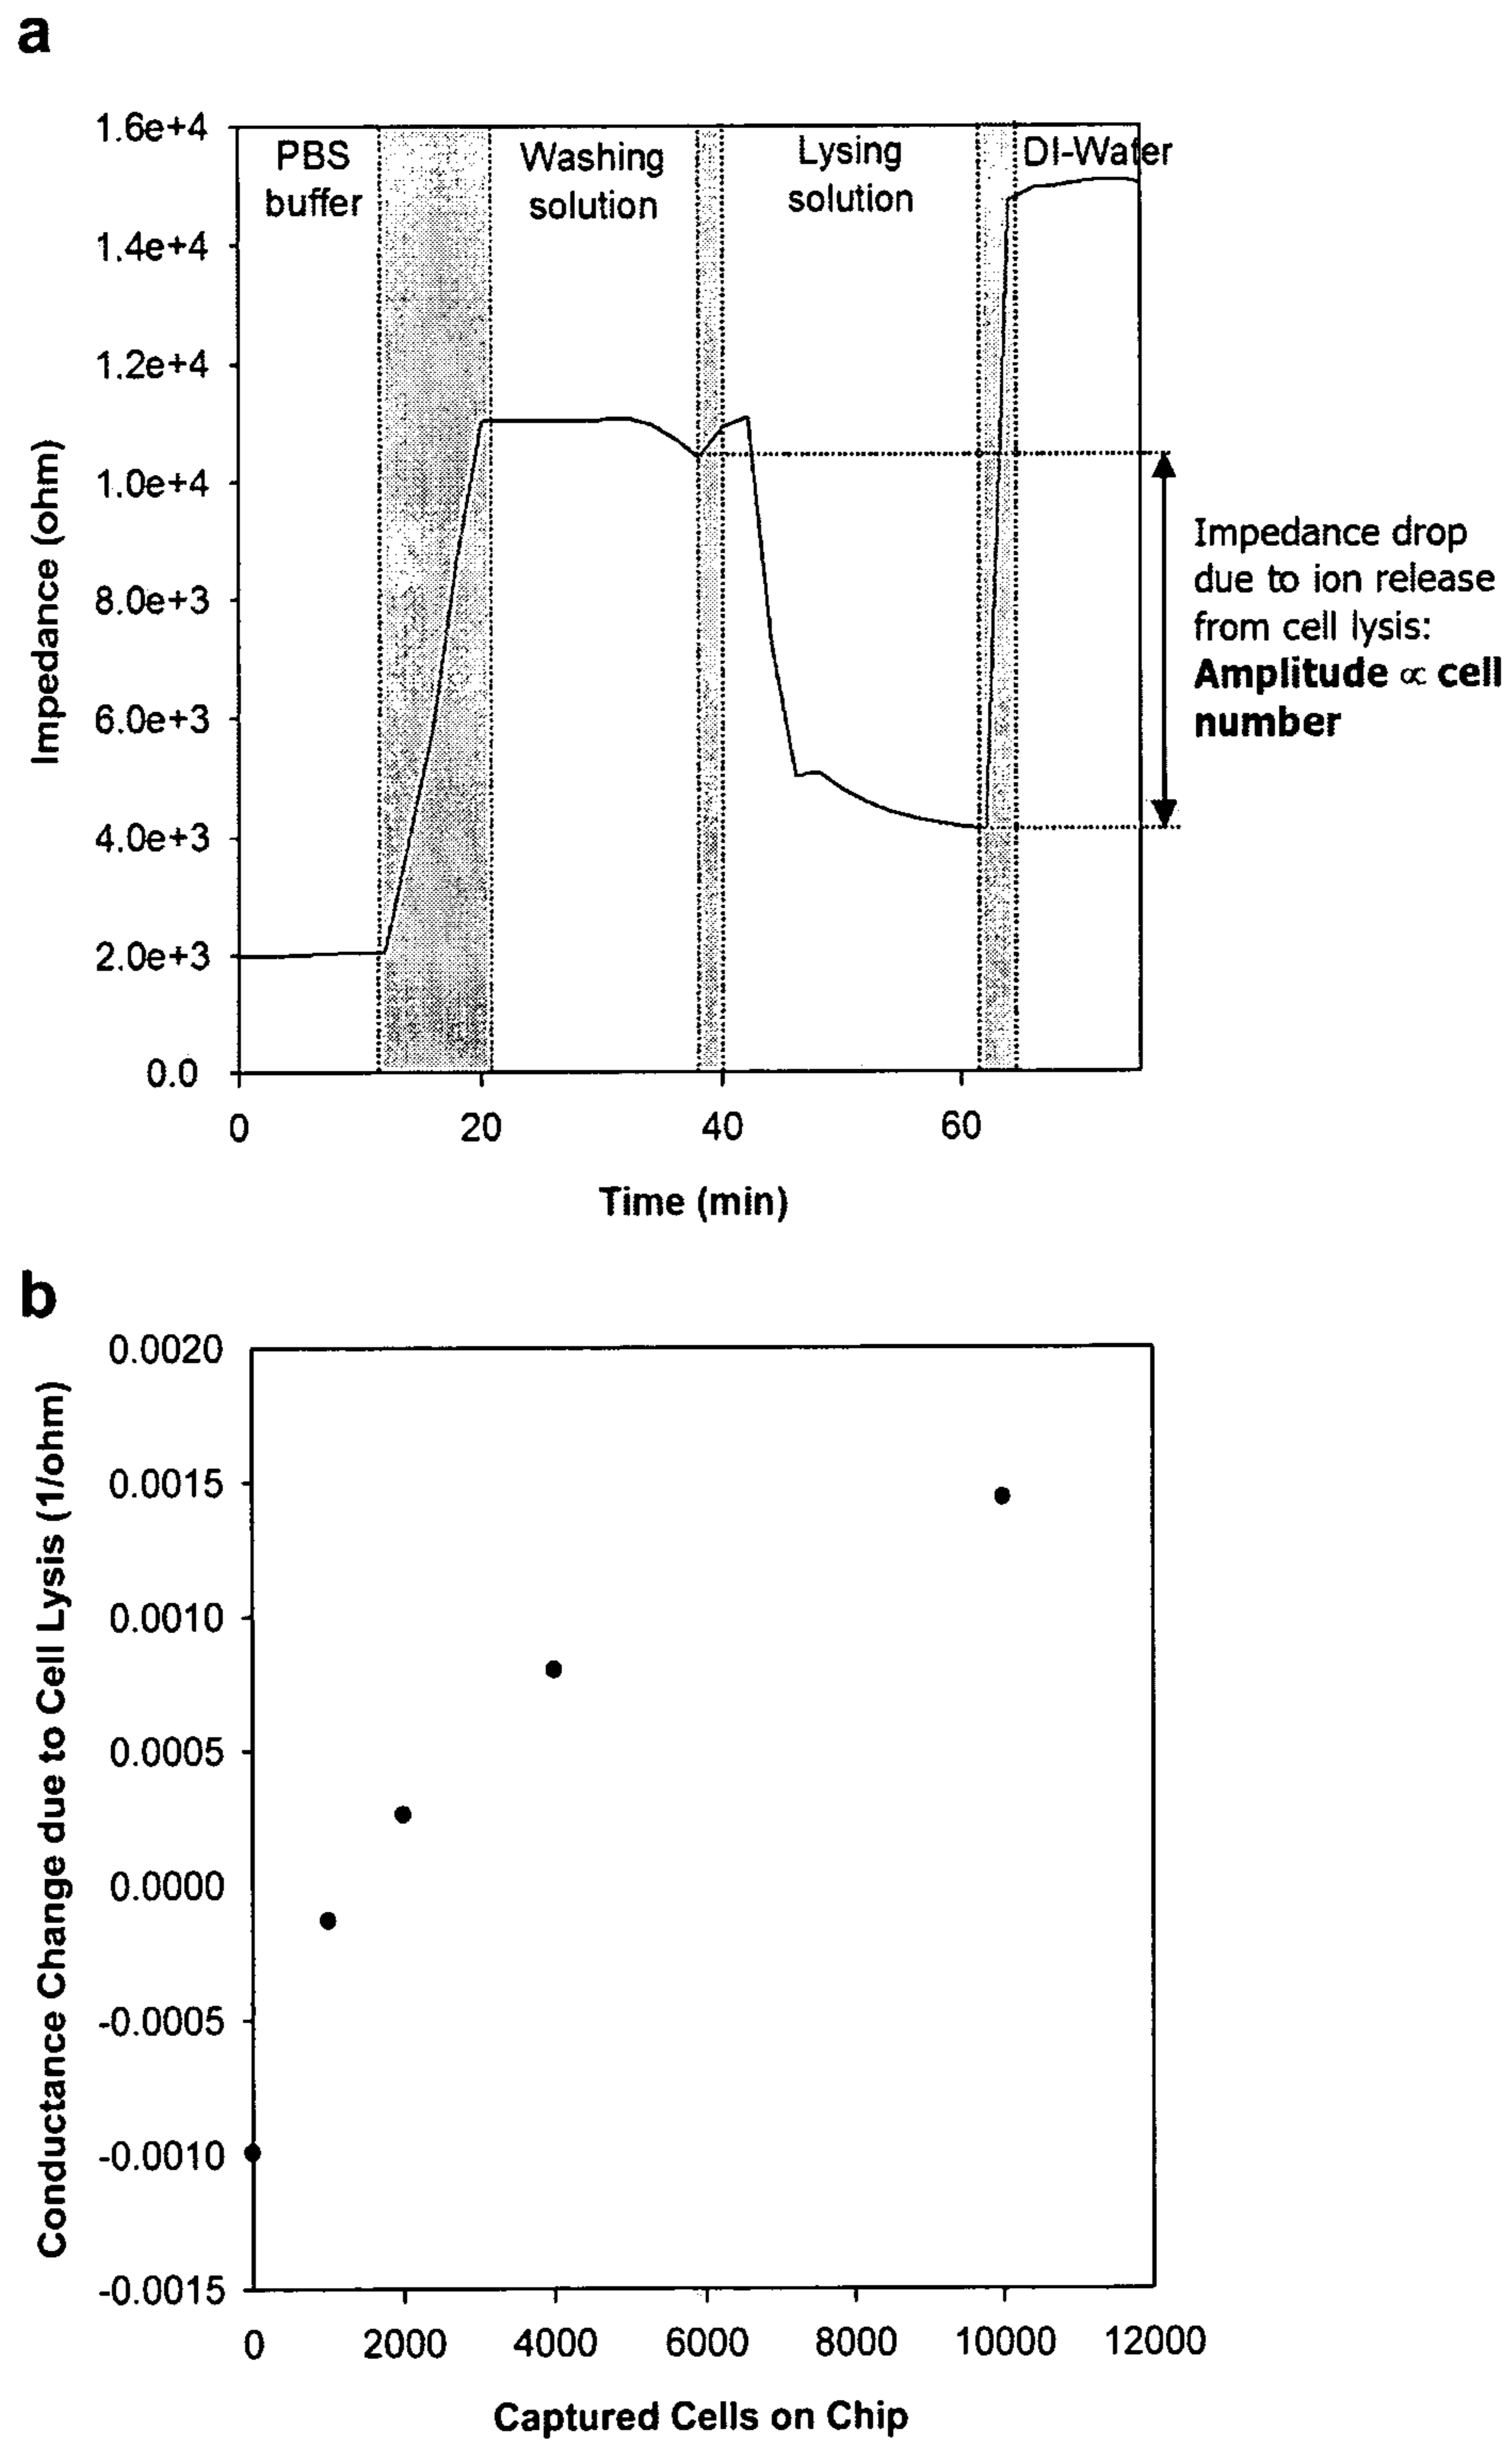 a
1.6e+4
1.4e+4
1.2e+4
1.0e+4
8.0e+3
6.0e+3
4.0e+3
2.0e+3
0.0
Impedance (ohm)
PBS
buffer
Washing
solution
Lysing
solution
DI-Water
Impedance drop
due to ion release
from cell lysis:
Amplitude ∝ cell
number
0 20 40 60
Time (min)
b
0.0020
0.0015
0.0010
0.0005
0.0000
-0.0005
-0.0010
-0.0015
Conductance Change due to Cell Lysis (1/ohm)
0 2000 4000 6000 8000 10000 12000
Captured Cells on Chip